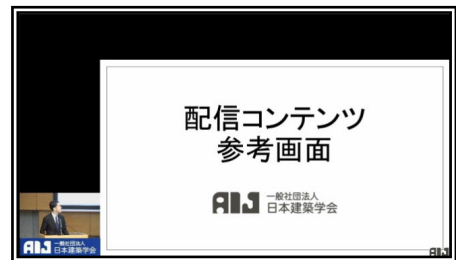 配信コンテンツ
参考画面
AIJ 一般社団法人
日本建築学会
AIJ 一般社団法人
日本建築学会
AIJ